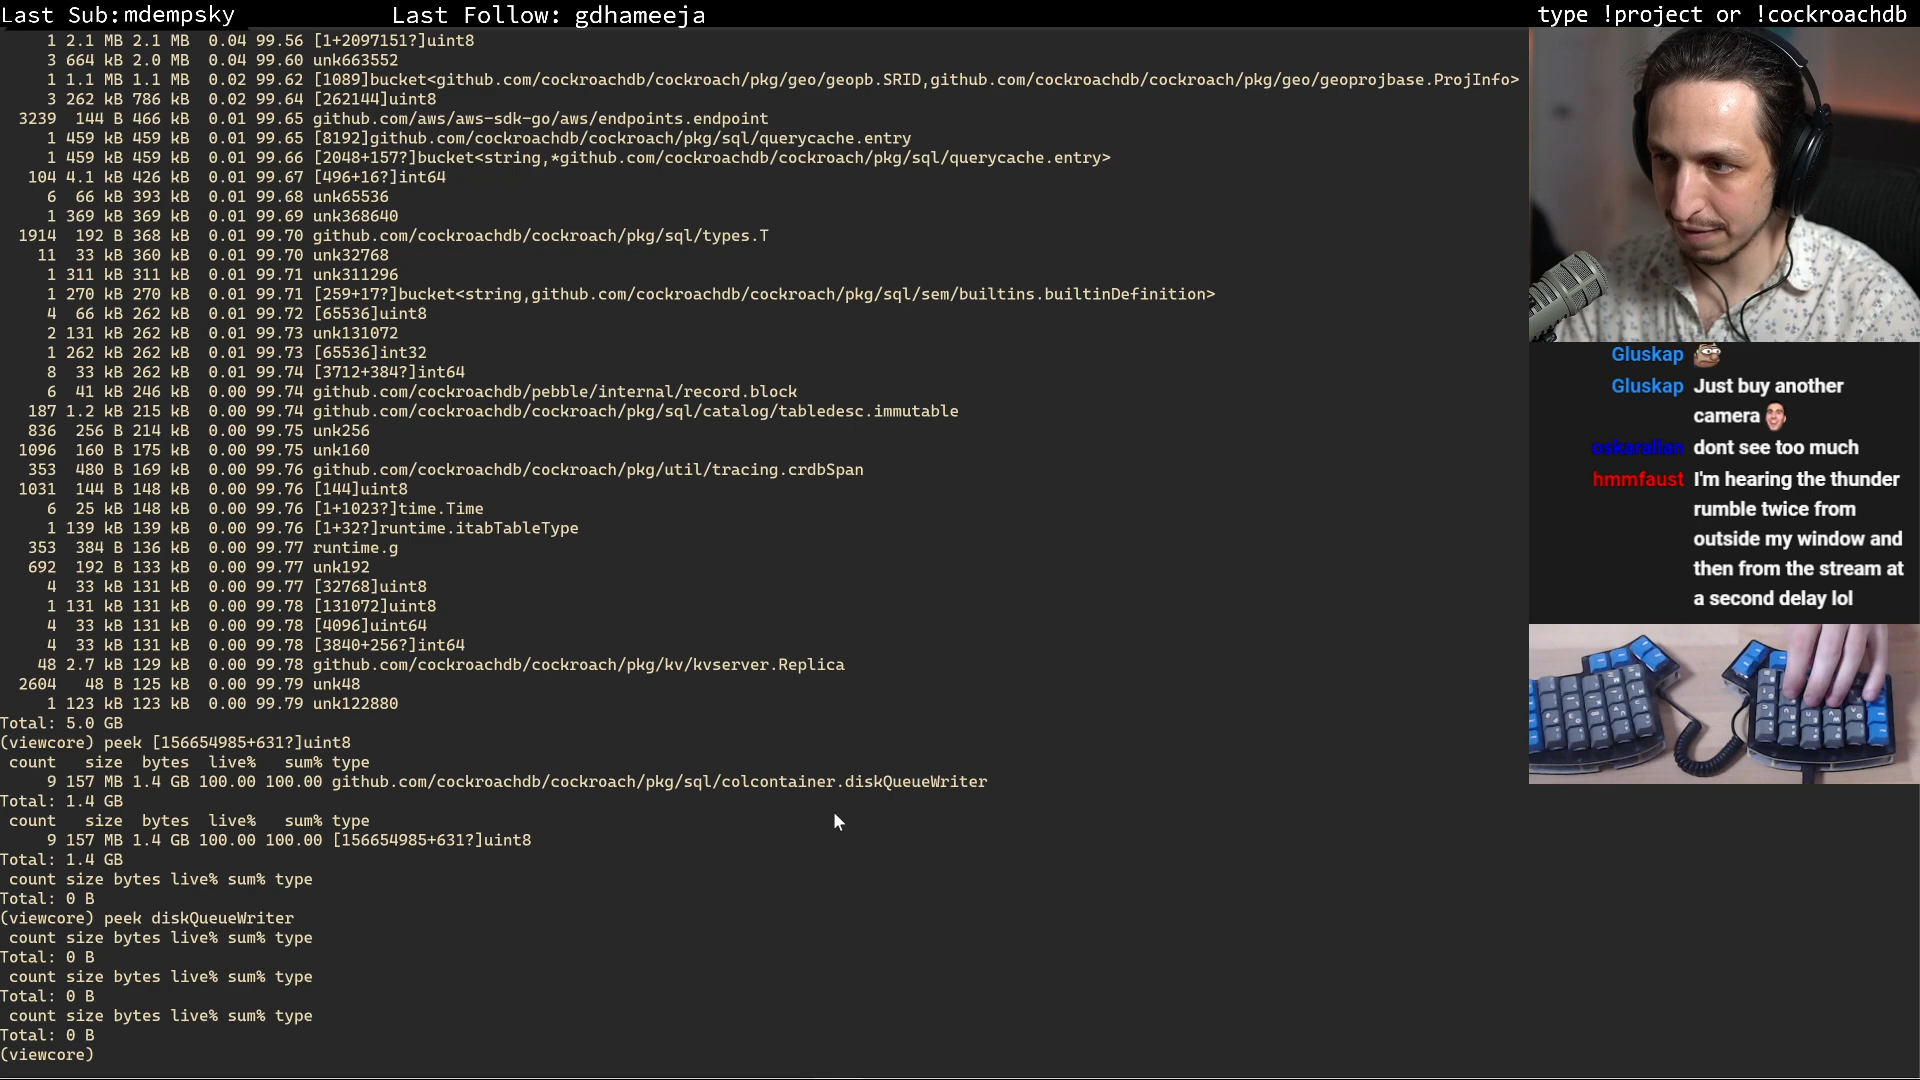 Last Sub:mdempsky
Last Follow: gdhameeja
type !project or !cockroachdb
1 2.1 MB 2.1 MB 0.04 99.56 [1+2097151?]uint8
3 664 kB 2.0 MB 0.04 99.60 unk663552
1 1.1 MB 1.1 MB 0.02 99.62 [1089]bucket<github.com/cockroachdb/cockroach/pkg/geo/geopb.SRID,github.com/cockroachdb/cockroach/pkg/geo/geoprojbase.ProjInfo>
3 262 kB 786 kB 0.02 99.64 [262144]uint8
3239 144 B 466 kB 0.01 99.65 github.com/aws/aws-sdk-go/aws/endpoints.endpoint
1 459 kB 459 kB 0.01 99.65 [8192]github.com/cockroachdb/cockroach/pkg/sql/querycache.entry
1 459 kB 459 kB 0.01 99.66 [2048+157?]bucket<string,*github.com/cockroachdb/cockroach/pkg/sql/querycache.entry>
104 4.1 kB 426 kB 0.01 99.67 [496+16?]int64
6 66 kB 393 kB 0.01 99.68 unk65536
1 369 kB 369 kB 0.01 99.69 unk368640
1914 192 B 368 kB 0.01 99.70 github.com/cockroachdb/cockroach/pkg/sql/types.T
11 33 kB 360 kB 0.01 99.70 unk32768
1 311 kB 311 kB 0.01 99.71 unk311296
1 270 kB 270 kB 0.01 99.71 [259+17?]bucket<string,github.com/cockroachdb/cockroach/pkg/sql/sem/builtins.builtinDefinition>
4 66 kB 262 kB 0.01 99.72 [65536]uint8
2 131 kB 262 kB 0.01 99.73 unk131072
1 262 kB 262 kB 0.01 99.73 [65536]int32
8 33 kB 262 kB 0.01 99.74 [3712+384?]int64
6 41 kB 246 kB 0.00 99.74 github.com/cockroachdb/pebble/internal/record.block
187 1.2 kB 215 kB 0.00 99.74 github.com/cockroachdb/cockroach/pkg/sql/catalog/tabledesc.immutable
836 256 B 214 kB 0.00 99.75 unk256
1096 160 B 175 kB 0.00 99.75 unk160
353 480 B 169 kB 0.00 99.76 github.com/cockroachdb/cockroach/pkg/util/tracing.crdbSpan
1031 144 B 148 kB 0.00 99.76 [144]uint8
6 25 kB 148 kB 0.00 99.76 [1+1023?]time.Time
1 139 kB 139 kB 0.00 99.76 [1+32?]runtime.itabTableType
353 384 B 136 kB 0.00 99.77 runtime.g
692 192 B 133 kB 0.00 99.77 unk192
4 33 kB 131 kB 0.00 99.77 [32768]uint8
1 131 kB 131 kB 0.00 99.78 [131072]uint8
4 33 kB 131 kB 0.00 99.78 [4096]uint64
4 33 kB 131 kB 0.00 99.78 [3840+256?]int64
48 2.7 kB 129 kB 0.00 99.78 github.com/cockroachdb/cockroach/pkg/kv/kvserver.Replica
2604 48 B 125 kB 0.00 99.79 unk48
1 123 kB 123 kB 0.00 99.79 unk122880
Total: 5.0 GB
(viewcore) peek [156654985+631?]uint8
count size bytes live% sum% type
9 157 MB 1.4 GB 100.00 100.00 github.com/cockroachdb/cockroach/pkg/sql/colcontainer.diskQueueWriter
Total: 1.4 GB
count size bytes live% sum% type
9 157 MB 1.4 GB 100.00 100.00 [156654985+631?]uint8
Total: 1.4 GB
count size bytes live% sum% type
Total: 0 B
(viewcore) peek diskQueueWriter
count size bytes live% sum% type
Total: 0 B
count size bytes live% sum% type
Total: 0 B
count size bytes live% sum% type
Total: 0 B
(viewcore)
Gluskap
Gluskap Just buy another
camera
oskarallan dont see too much
hmmfaust I'm hearing the thunder
rumble twice from
outside my window and
then from the stream at
a second delay lol